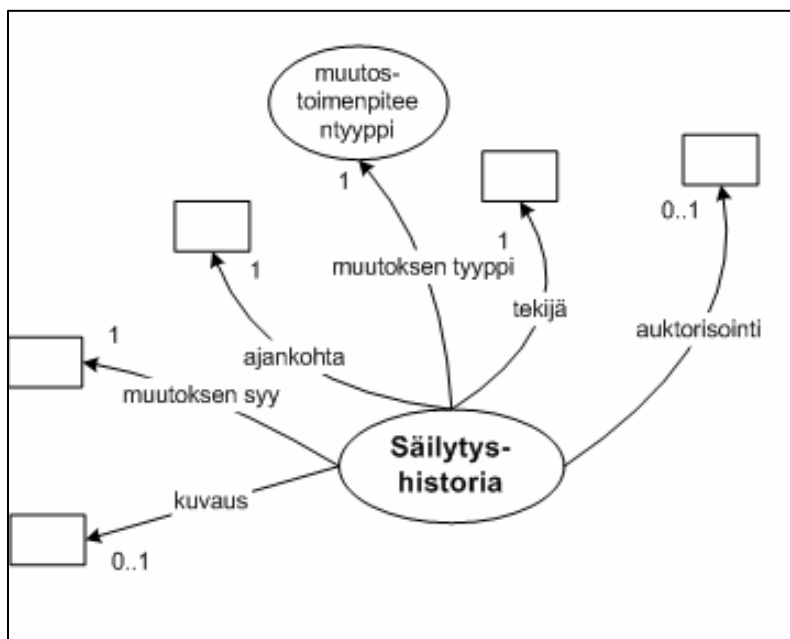 muutos-
toimenpitee
ntyyppi
1
0..1
1
1
muutoksen tyyppi
tekijä
auktorisointi
1
ajankohta
muutoksen syy
Säilytys-
historia
kuvaus
0..1